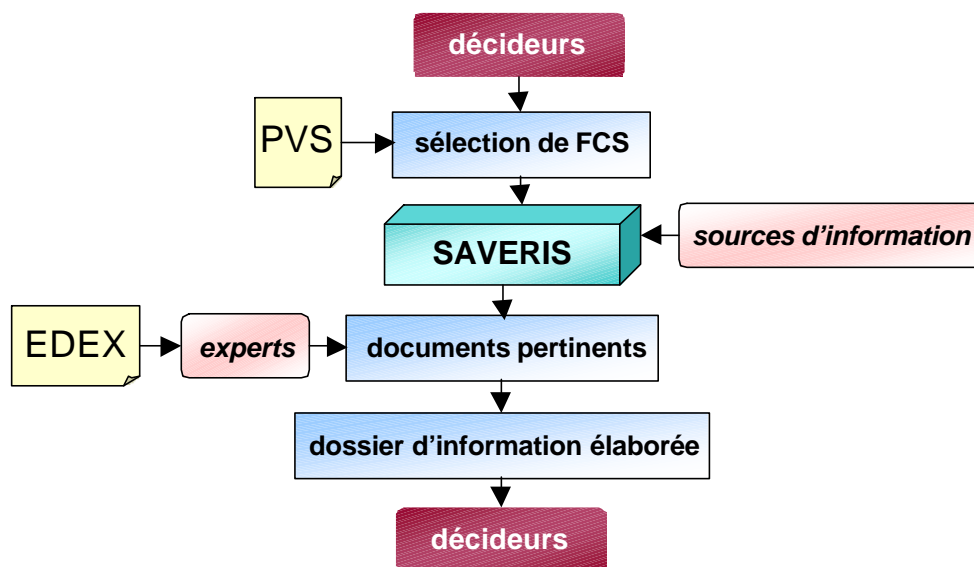 décideurs
PVS
sélection de FCS
SAVERIS
sources d’information
EDEX
experts
documents pertinents
dossier d’information élaborée
décideurs